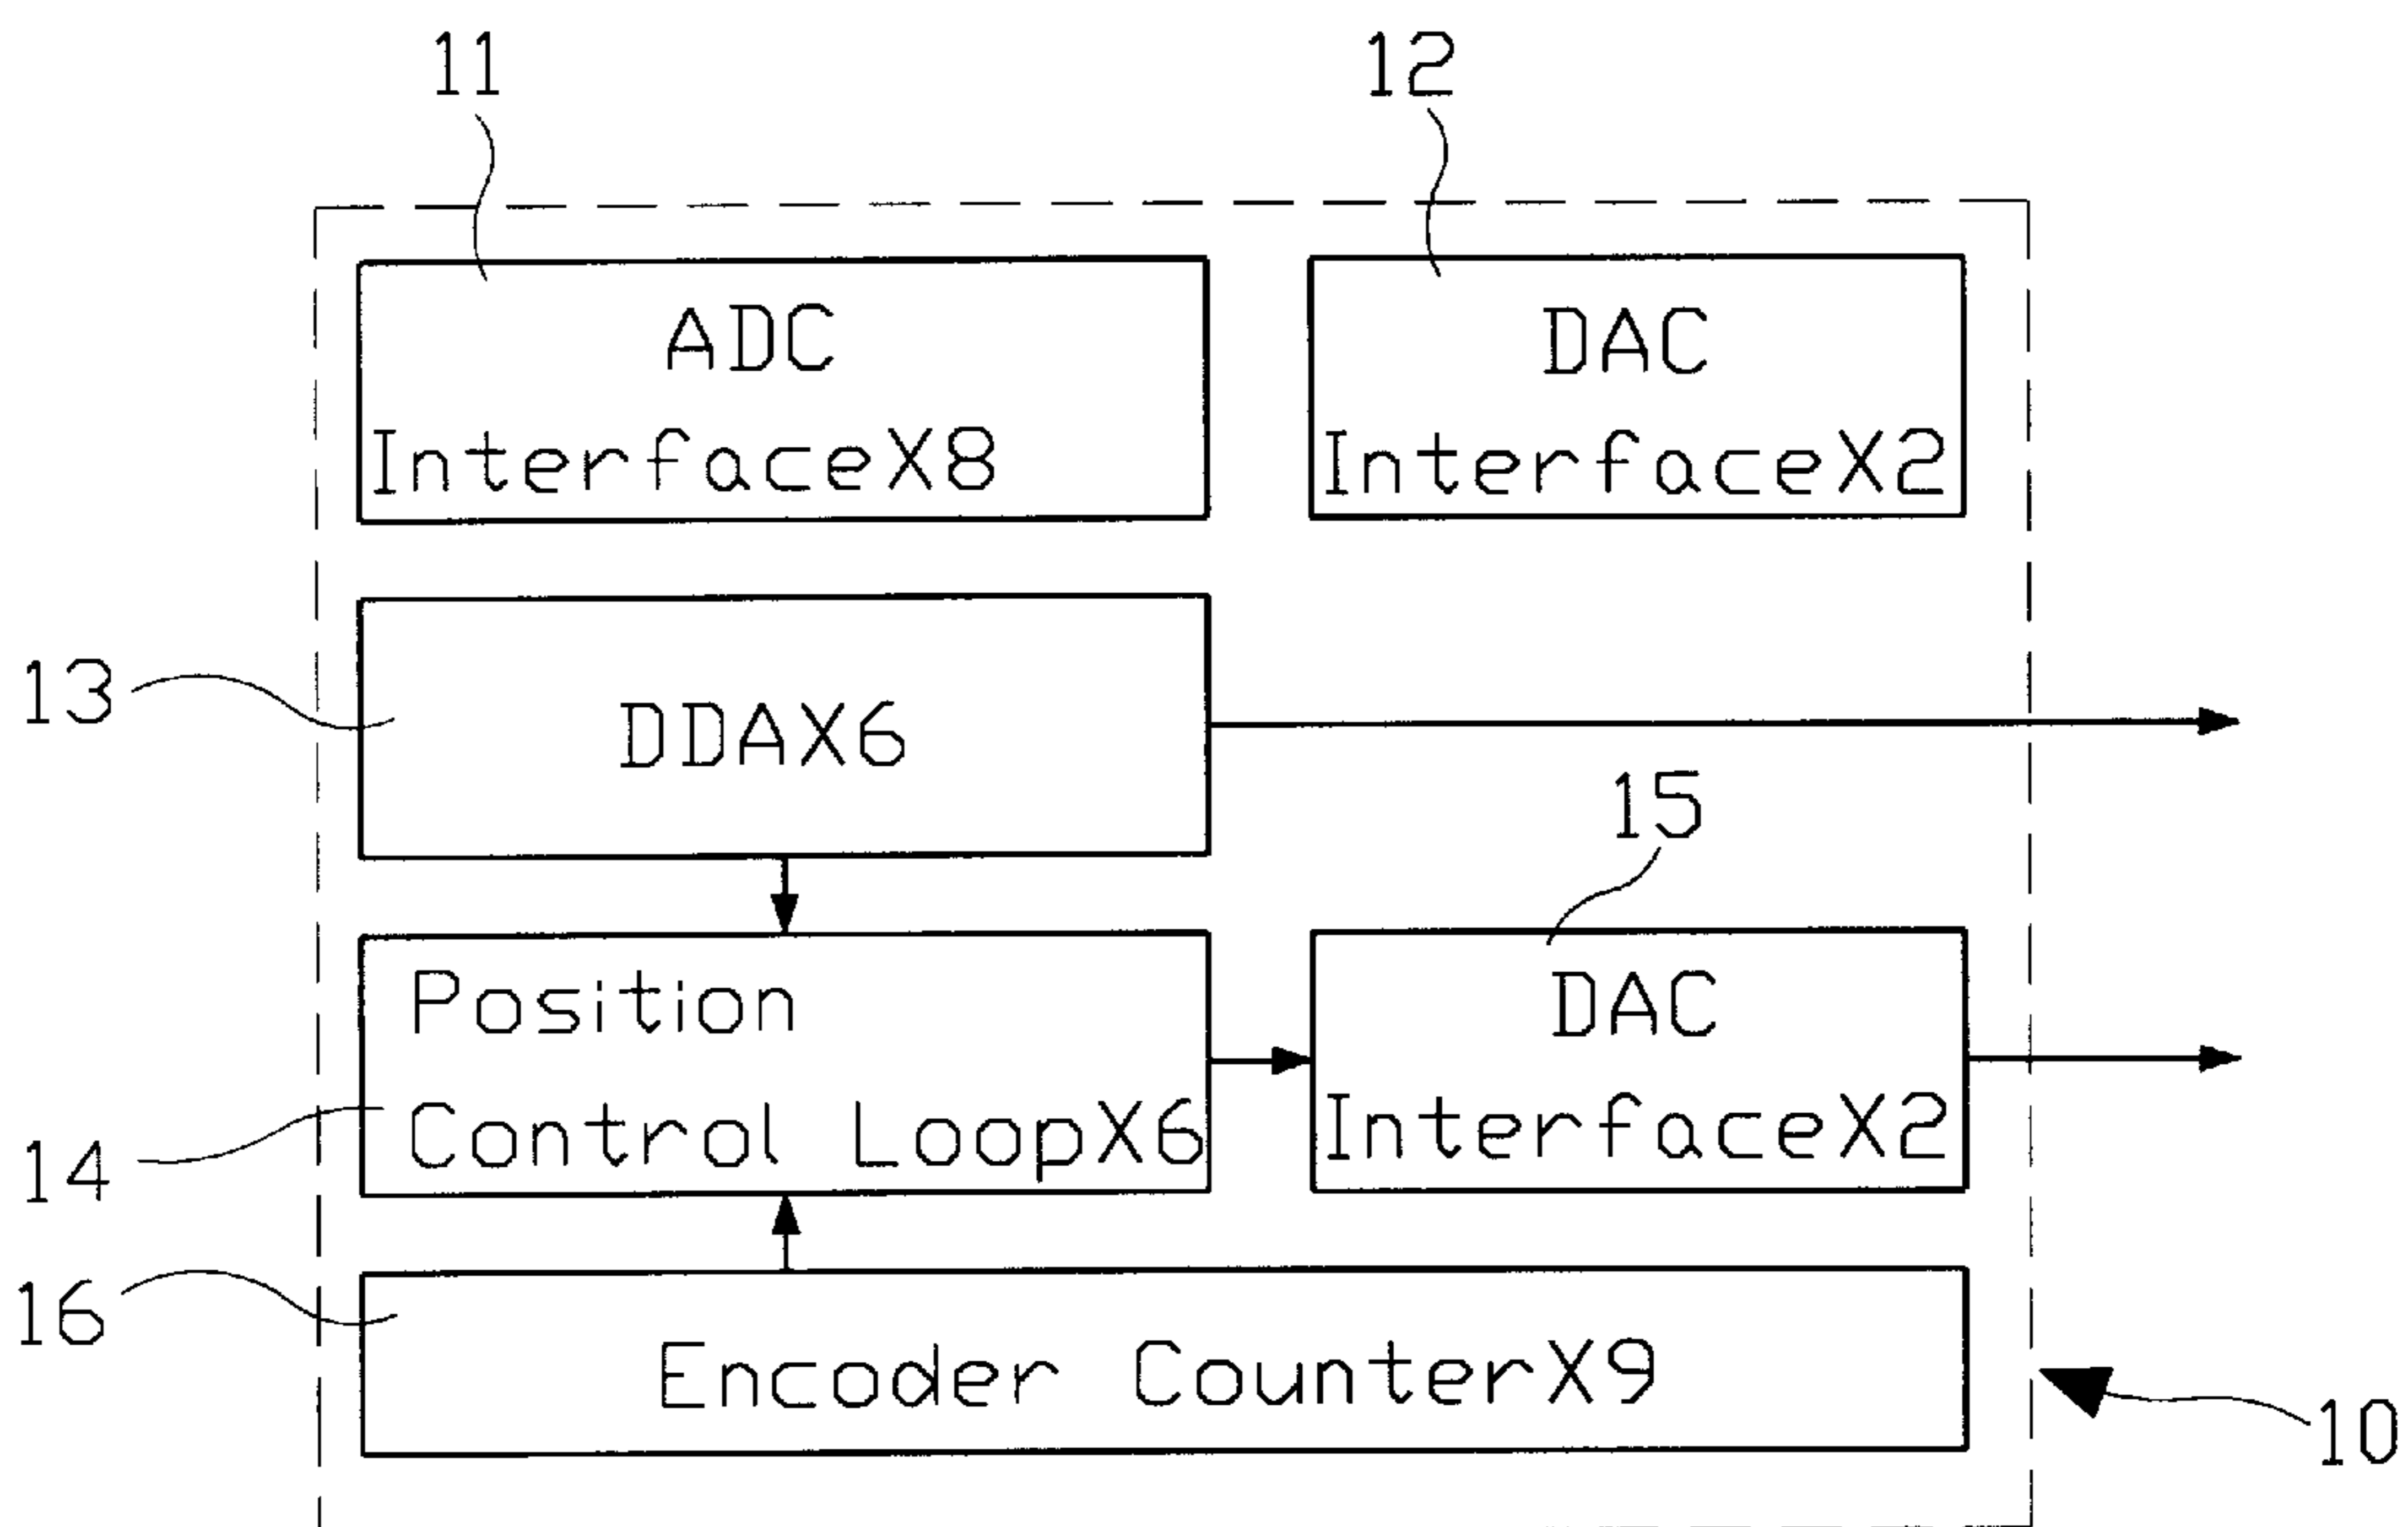 11
12
ADC
InterfaceX8
DAC
InterfaceX2
13
DDAX6
15
Position
Control LoopX6
DAC
InterfaceX2
14
16
Encoder CounterX9
10